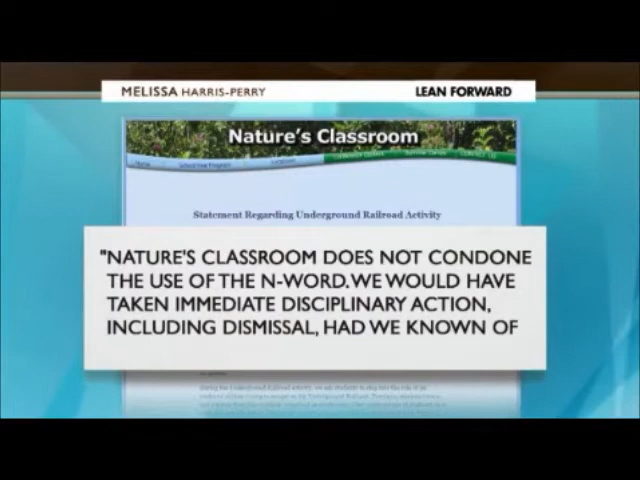 MELISSA HARRIS-PERRY LEAN FORWARD
Nature's Classroom
Home
Statement Regarding Underground Railroad Activity
"NATURE'S CLASSROOM DOES NOT CONDONE
THE USE OF THE N-WORD. WE WOULD HAVE
TAKEN IMMEDIATE DISCIPLINARY ACTION,
INCLUDING DISMISSAL, HAD WE KNOWN OF